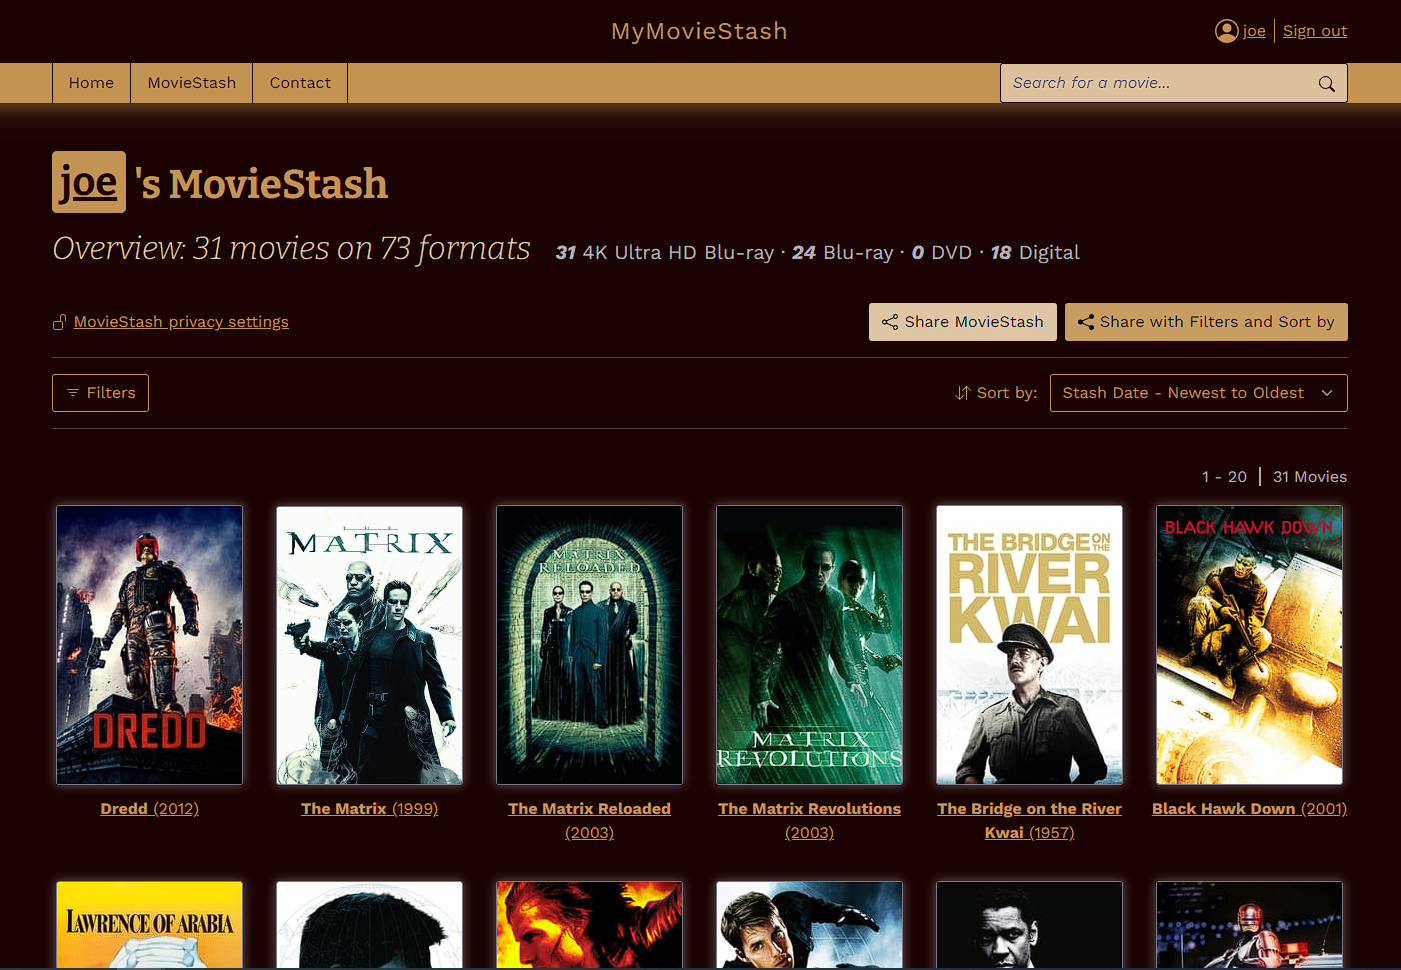 MyMovieStash
joe
Sign out
Home
MovieStash
Contact
Search for a movie...
joe 's MovieStash
Overview: 31 movies on 73 formats
31 4K Ultra HD Blu-ray · 24 Blu-ray · 0 DVD · 18 Digital
MovieStash privacy settings
Share MovieStash
Share with Filters and Sort by
Filters
Sort by:
Stash Date - Newest to Oldest
1 - 20 | 31 Movies
DREDD
THE
MATRIX
THE
MATRIX
RELOADED
THE
MATRIX
REVOLUTIONS
THE BRIDGE ON THE
RIVER
KWAI
BLACK HAWK DOWN
Dredd (2012)
The Matrix (1999)
The Matrix Reloaded
(2003)
The Matrix Revolutions
(2003)
The Bridge on the River
Kwai (1957)
Black Hawk Down (2001)
LAWRENCE OF ARABIA